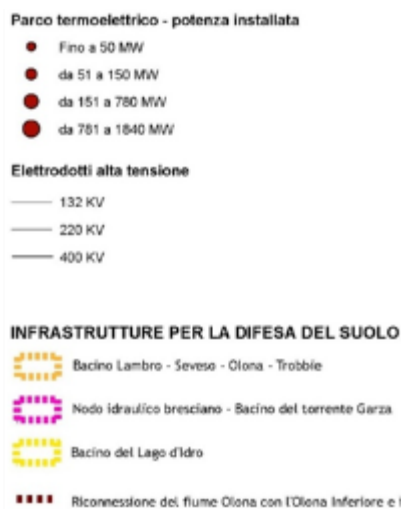 Parco termoelettrico - potenza installata
Fino a 50 MW
da 51 a 150 MW
da 151 a 780 MW
da 781 a 1840 MW
Elettrodotti alta tensione
132 KV
220 KV
400 KV
INFRASTRUTTURE PER LA DIFESA DEL SUOLO
Bacino Lambro - Seveso - Olona - Trobbie
Nodo idraulico bresciano - Bacino del torrente Garza
Bacino del Lago d'Idro
Riconnessione del fiume Olona con l'Olona Inferiore e